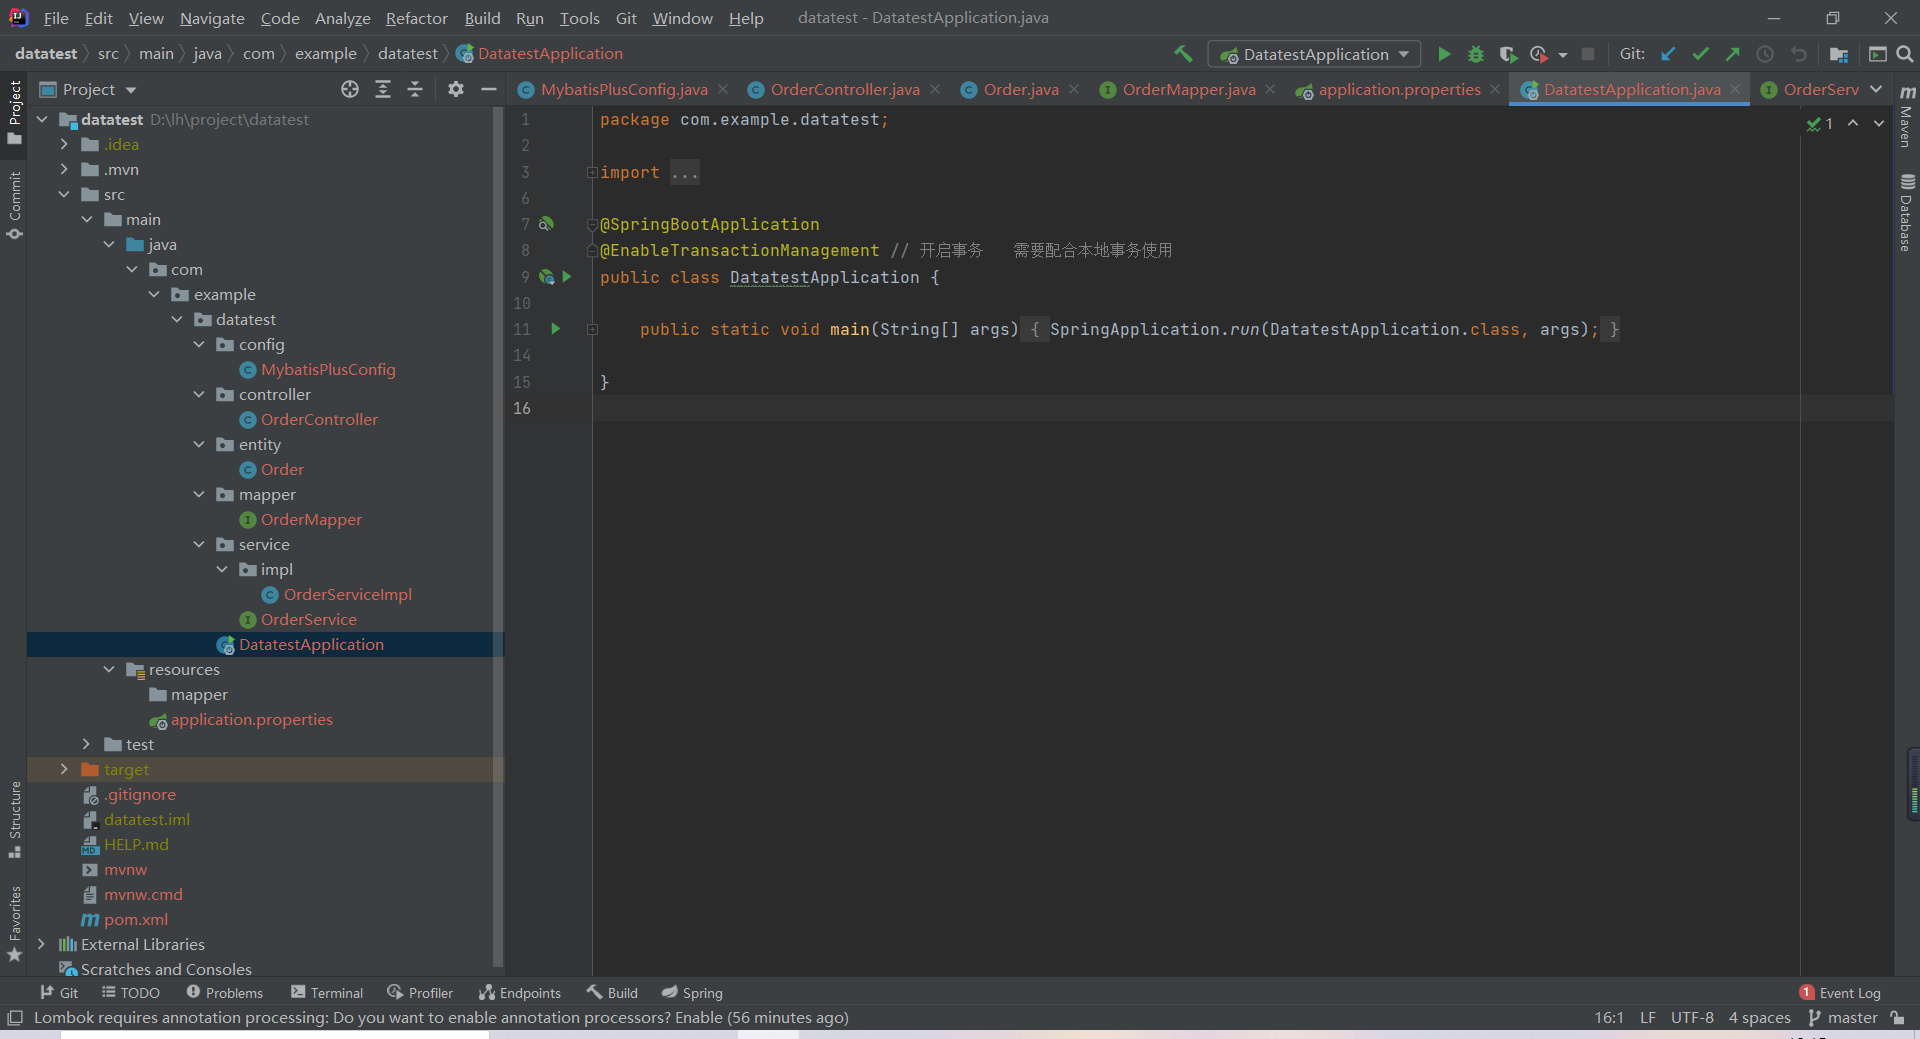 File Edit View Navigate Code Analyze Refactor Build Run Tools Git Window Help datatest - DatatestApplication.java
datatest src main java com example datatest DatatestApplication
DatatestApplication
Git:
Project
MybatisPlusConfig.java OrderController.java Order.java OrderMapper.java application.properties DatatestApplication.java OrderServ
Project
Commit
Structure
Favorites
datatest D:\lh\project\datatest
.idea
.mvn
src
main
java
com
example
datatest
config
MybatisPlusConfig
controller
OrderController
entity
Order
mapper
OrderMapper
service
impl
OrderServiceImpl
OrderService
DatatestApplication
resources
mapper
application.properties
test
target
.gitignore
datatest.iml
HELP.md
mvnw
mvnw.cmd
pom.xml
External Libraries
Scratches and Consoles
1 package com.example.datatest;
2
3 import ...
6
7 @SpringBootApplication
8 @EnableTransactionManagement // 开启事务 需要配合本地事务使用
9 public class DatatestApplication {
10
11 public static void main(String[] args) { SpringApplication.run(DatatestApplication.class, args); }
14
15 }
16
1
Maven
Database
Git TODO Problems Terminal Profiler Endpoints Build Spring
1 Event Log
Lombok requires annotation processing: Do you want to enable annotation processors? Enable (56 minutes ago)
16:1 LF UTF-8 4 spaces master